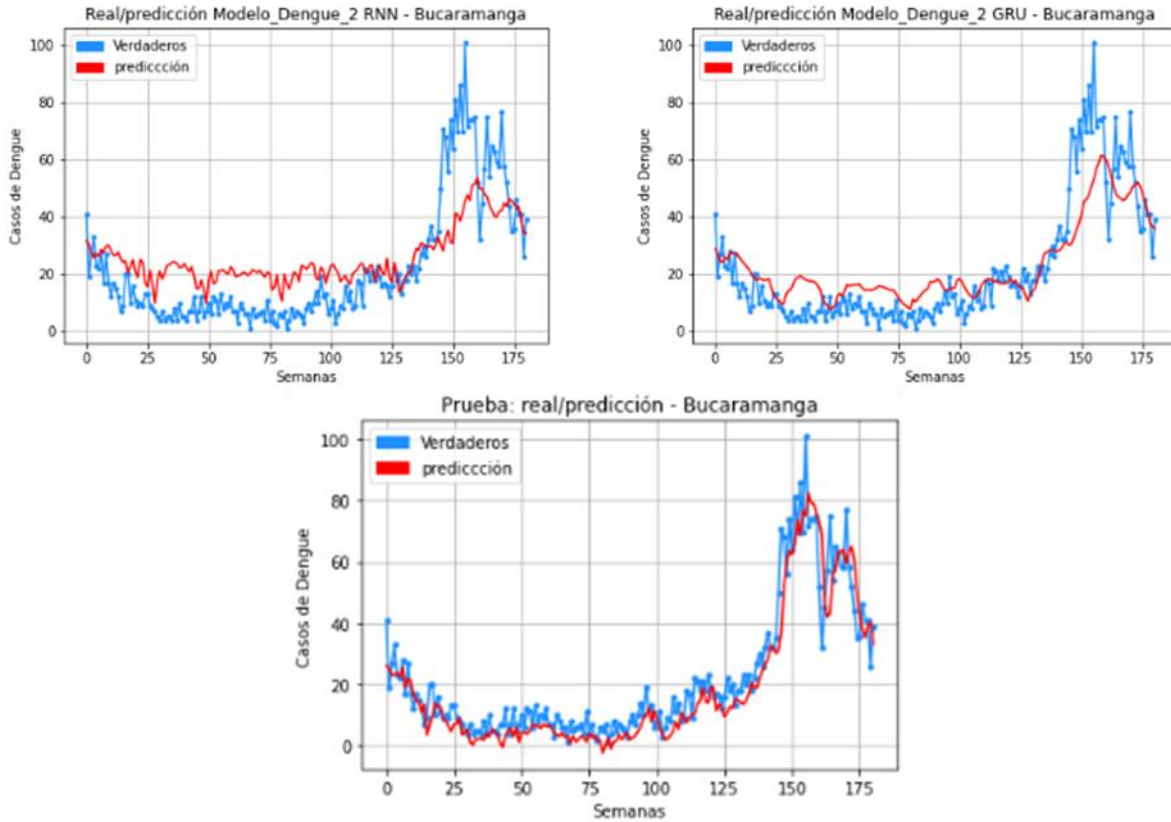 Real/predicción Modelo_Dengue_2 RNN - Bucaramanga
Verdaderos
prediccción
Casos de Dengue
100
80
60
40
20
0
0 25 50 75 100 125 150 175
Semanas
Real/predicción Modelo_Dengue_2 GRU - Bucaramanga
Verdaderos
prediccción
Casos de Dengue
100
80
60
40
20
0
0 25 50 75 100 125 150 175
Semanas
Prueba: real/predicción - Bucaramanga
Verdaderos
prediccción
Casos de Dengue
100
80
60
40
20
0
0 25 50 75 100 125 150 175
Semanas